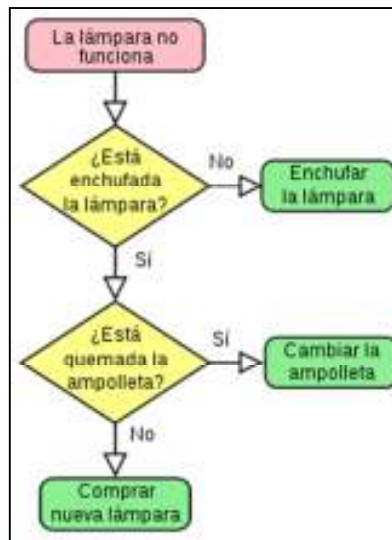 La lámpara no
funciona
¿Está
enchufada
la lámpara?
No
Enchufar
la lámpara
Sí
¿Está
quemada la
ampolleta?
Sí
Cambiar la
ampolleta
No
Comprar
nueva lámpara